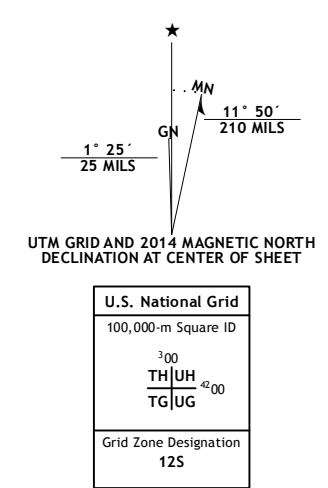 ★
MN
GN
11° 50´
210 MILS
1° 25´
25 MILS
UTM GRID AND 2014 MAGNETIC NORTH
DECLINATION AT CENTER OF SHEET
U.S. National Grid
100,000-m Square ID
300
TH UH
4200
TG UG
Grid Zone Designation
12S